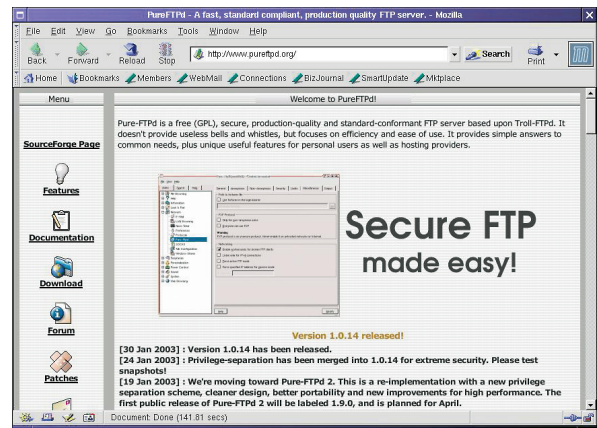 PureFTPd - A fast, standard compliant, production quality FTP server. - Mozilla
File Edit View Go Bookmarks Tools Window Help
Back Forward Reload Stop http://www.pureftpd.org/ Search Print
Home Bookmarks Members WebMail Connections BizJournal SmartUpdate Mktplace
Menu
Welcome to PureFTPd!
SourceForge Page
Features
Documentation
Download
Forum
Patches
Pure-FTPd is a free (GPL), secure, production-quality and standard-conformant FTP server based upon Troll-FTPd. It
doesn't provide useless bells and whistles, but focuses on efficiency and ease of use. It provides simple answers to
common needs, plus unique useful features for personal users as well as hosting providers.
Secure FTP
made easy!
Version 1.0.14 released!
[30 Jan 2003] : Version 1.0.14 has been released.
[24 Jan 2003] : Privilege-separation has been merged into 1.0.14 for extreme security. Please test
snapshots!
[19 Jan 2003] : We're moving toward Pure-FTPd 2. This is a re-implementation with a new privilege
separation scheme, cleaner design, better portability and new improvements for high performance. The
first public release of Pure-FTPd 2 will be labeled 1.9.0, and is planned for April.
Document: Done (141.81 secs)